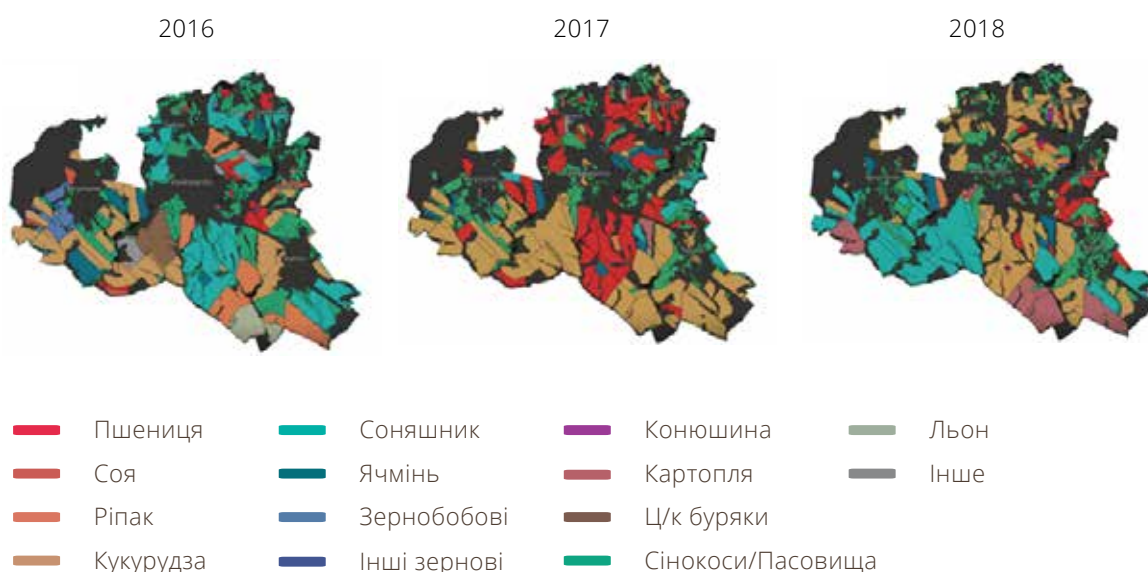 2016 2017 2018
Пшениця Соняшник Конюшина Льон
Соя Ячмінь Картопля Інше
Ріпак Зернобобові Ц/к буряки
Кукурудза Інші зернові Сінокоси/Пасовища